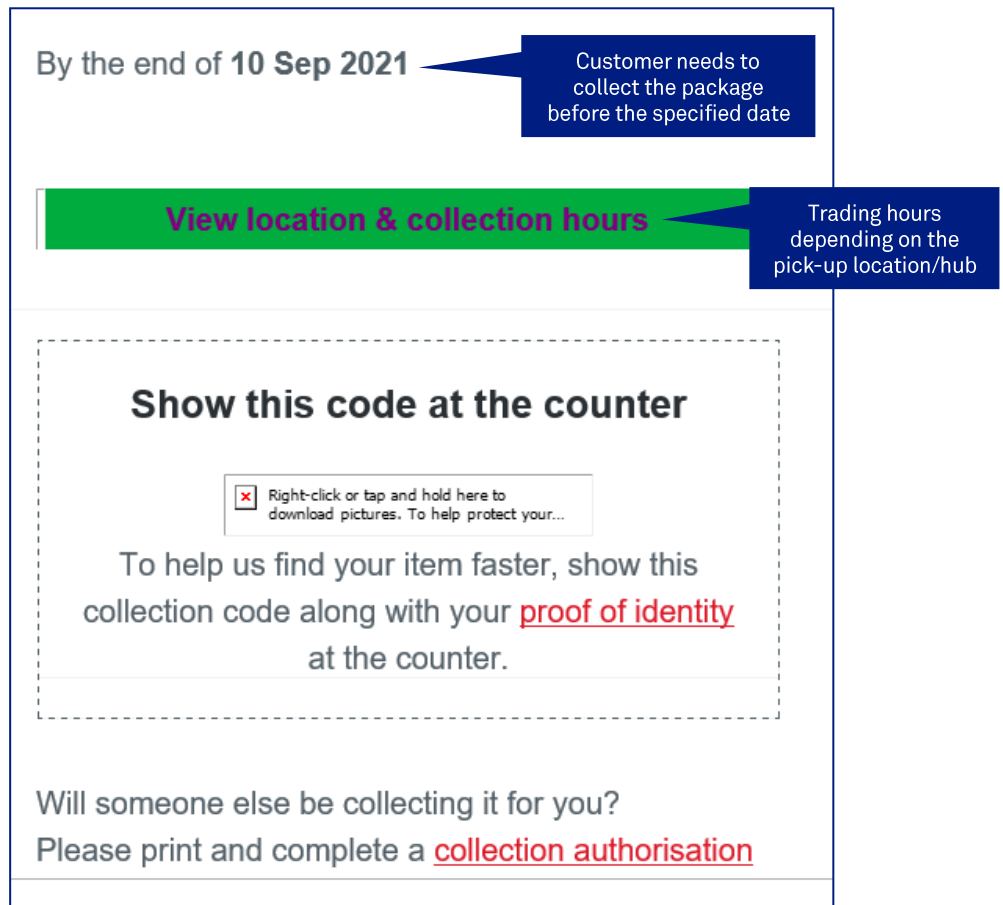 By the end of 10 Sep 2021
Customer needs to
collect the package
before the specified date
View location & collection hours
Trading hours
depending on the
pick-up location/hub
Show this code at the counter
Right-click or tap and hold here to
download pictures. To help protect your...
To help us find your item faster, show this
collection code along with your proof of identity
at the counter.
Will someone else be collecting it for you?
Please print and complete a collection authorisation